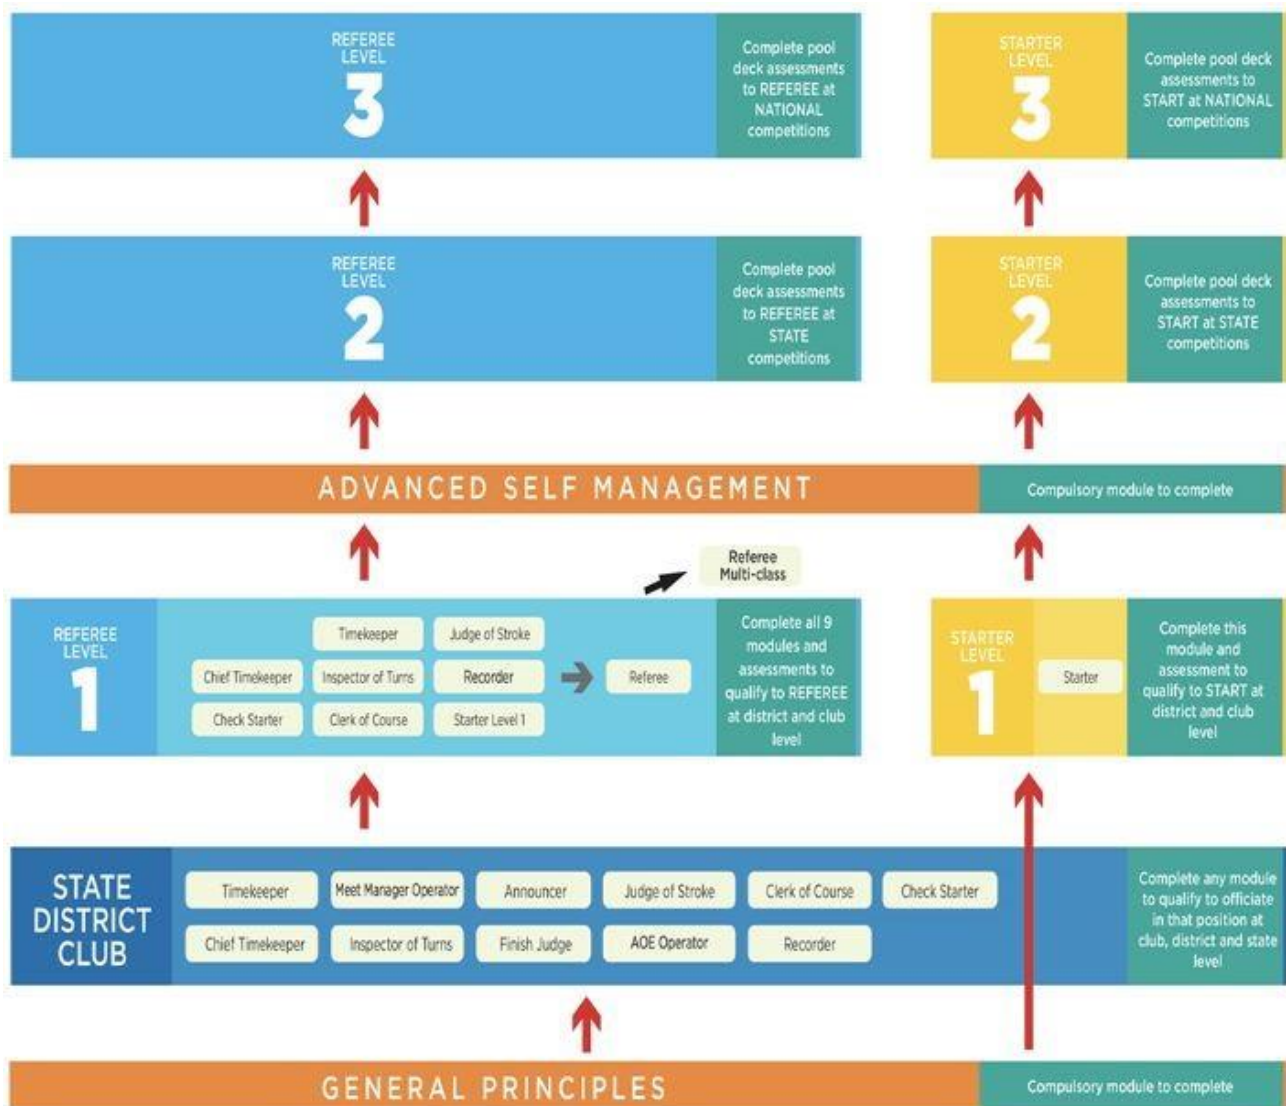 REFEREE
LEVEL
3
Complete pool
deck assessments
to REFEREE at
NATIONAL
competitions
STARTER
LEVEL
3
Complete pool deck
assessments to
START at NATIONAL
competitions
REFEREE
LEVEL
2
Complete pool
deck assessments
to REFEREE at
STATE
competitions
STARTER
LEVEL
2
Complete pool deck
assessments to
START at STATE
competitions
ADVANCED SELF MANAGEMENT
Compulsory module to complete
Referee
Multi-class
REFEREE
LEVEL
1
Timekeeper
Judge of Stroke
Chief Timekeeper
Inspector of Turns
Recorder
Referee
Check Starter
Clerk of Course
Starter Level 1
Complete all 9
modules and
assessments to
qualify to REFEREE
at district and club
level
STARTER
LEVEL
1
Starter
Complete this
module and
assessment to
qualify to START at
district and club
level
STATE
DISTRICT
CLUB
Timekeeper
Meet Manager Operator
Announcer
Judge of Stroke
Clerk of Course
Check Starter
Chief Timekeeper
Inspector of Turns
Finish Judge
AOE Operator
Recorder
Complete any module
to qualify to officiate
in that position at
club, district and state
level
GENERAL PRINCIPLES
Compulsory module to complete